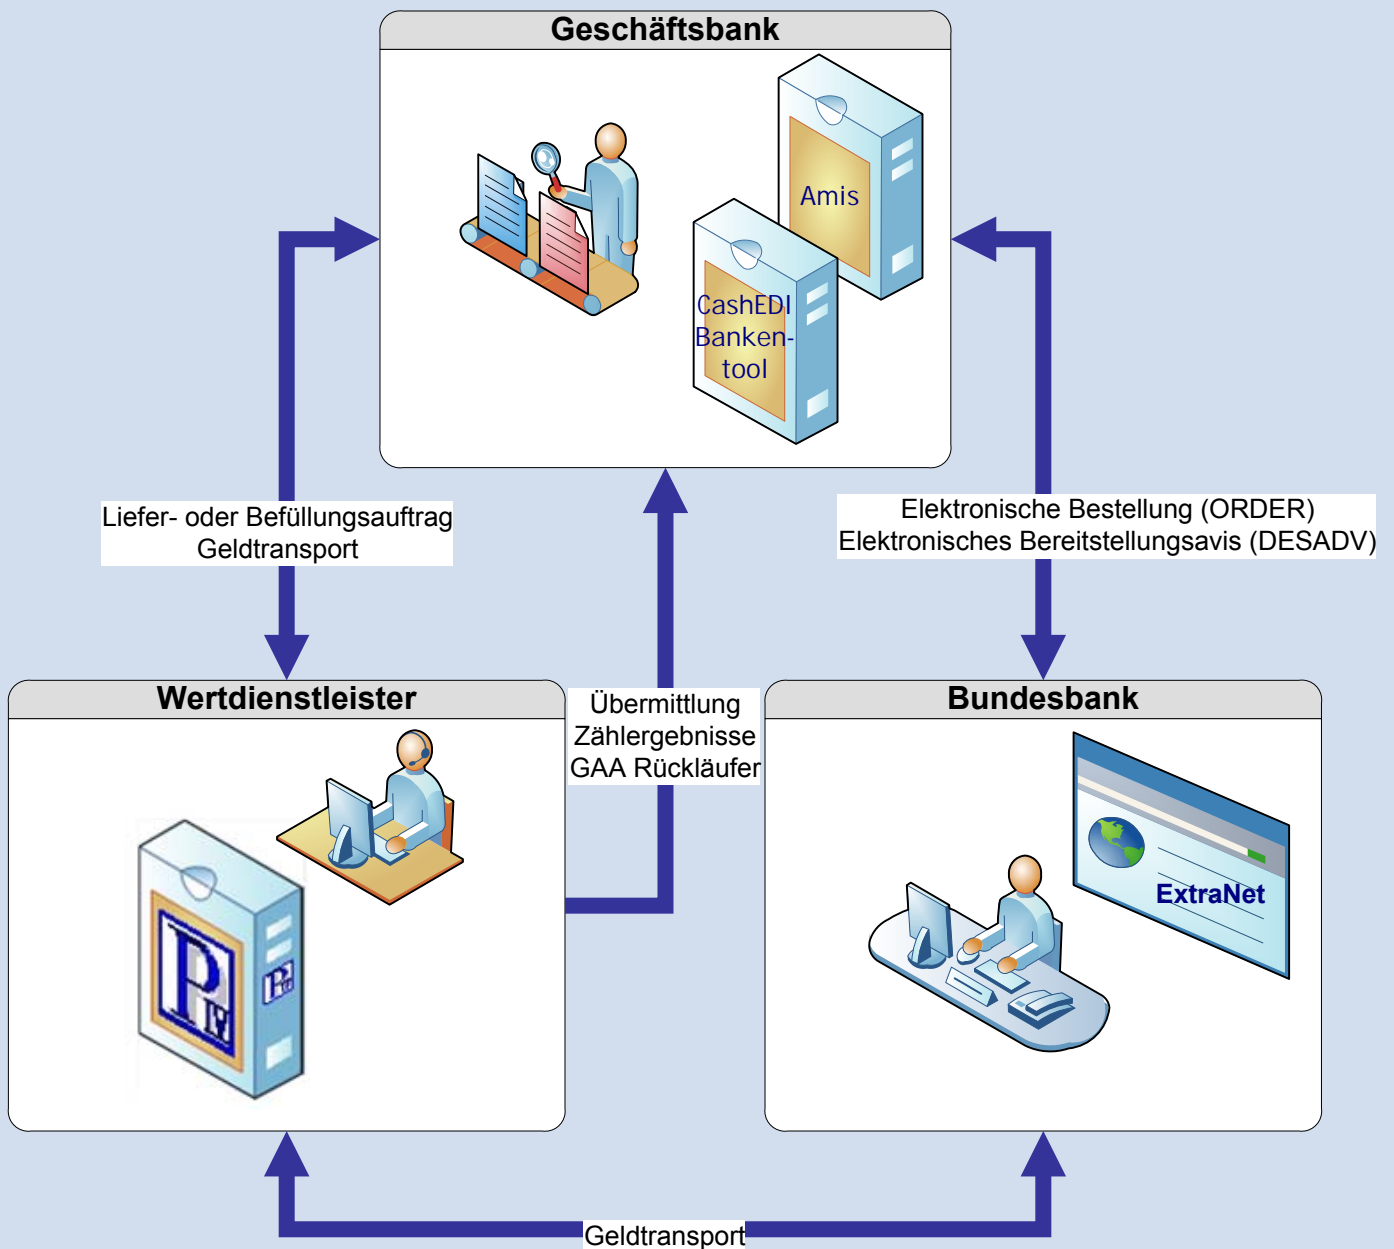 Geschäftsbank
Amis
CashEDI
Banken-
tool
Liefer- oder Befüllungsauftrag
Geldtransport
Elektronische Bestellung (ORDER)
Elektronisches Bereitstellungsavis (DESADV)
Wertdienstleister
Übermittlung
Zählergebnisse
GAA Rückläufer
Bundesbank
ExtraNet
Geldtransport